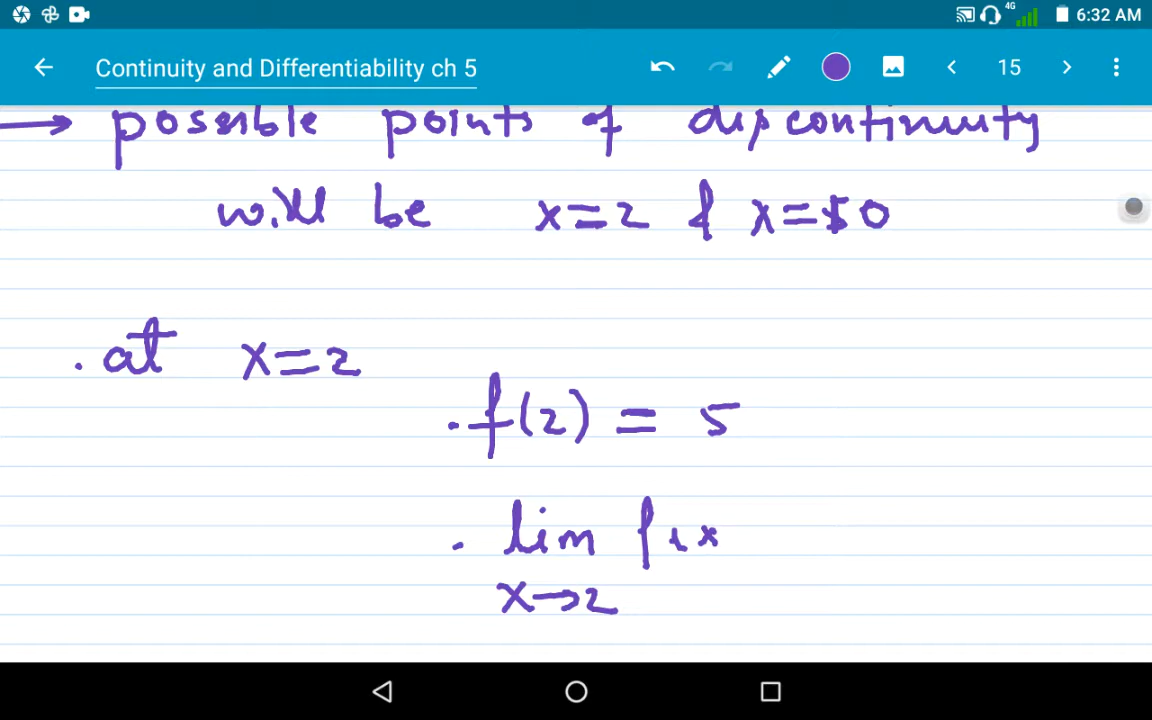 4G 6:32 AM
Continuity and Differentiability ch 5 15
→ possible points of discontinuity
will be x=2 & x=10
. at x=2
. f(2) = 5
. lim f(x
x→2